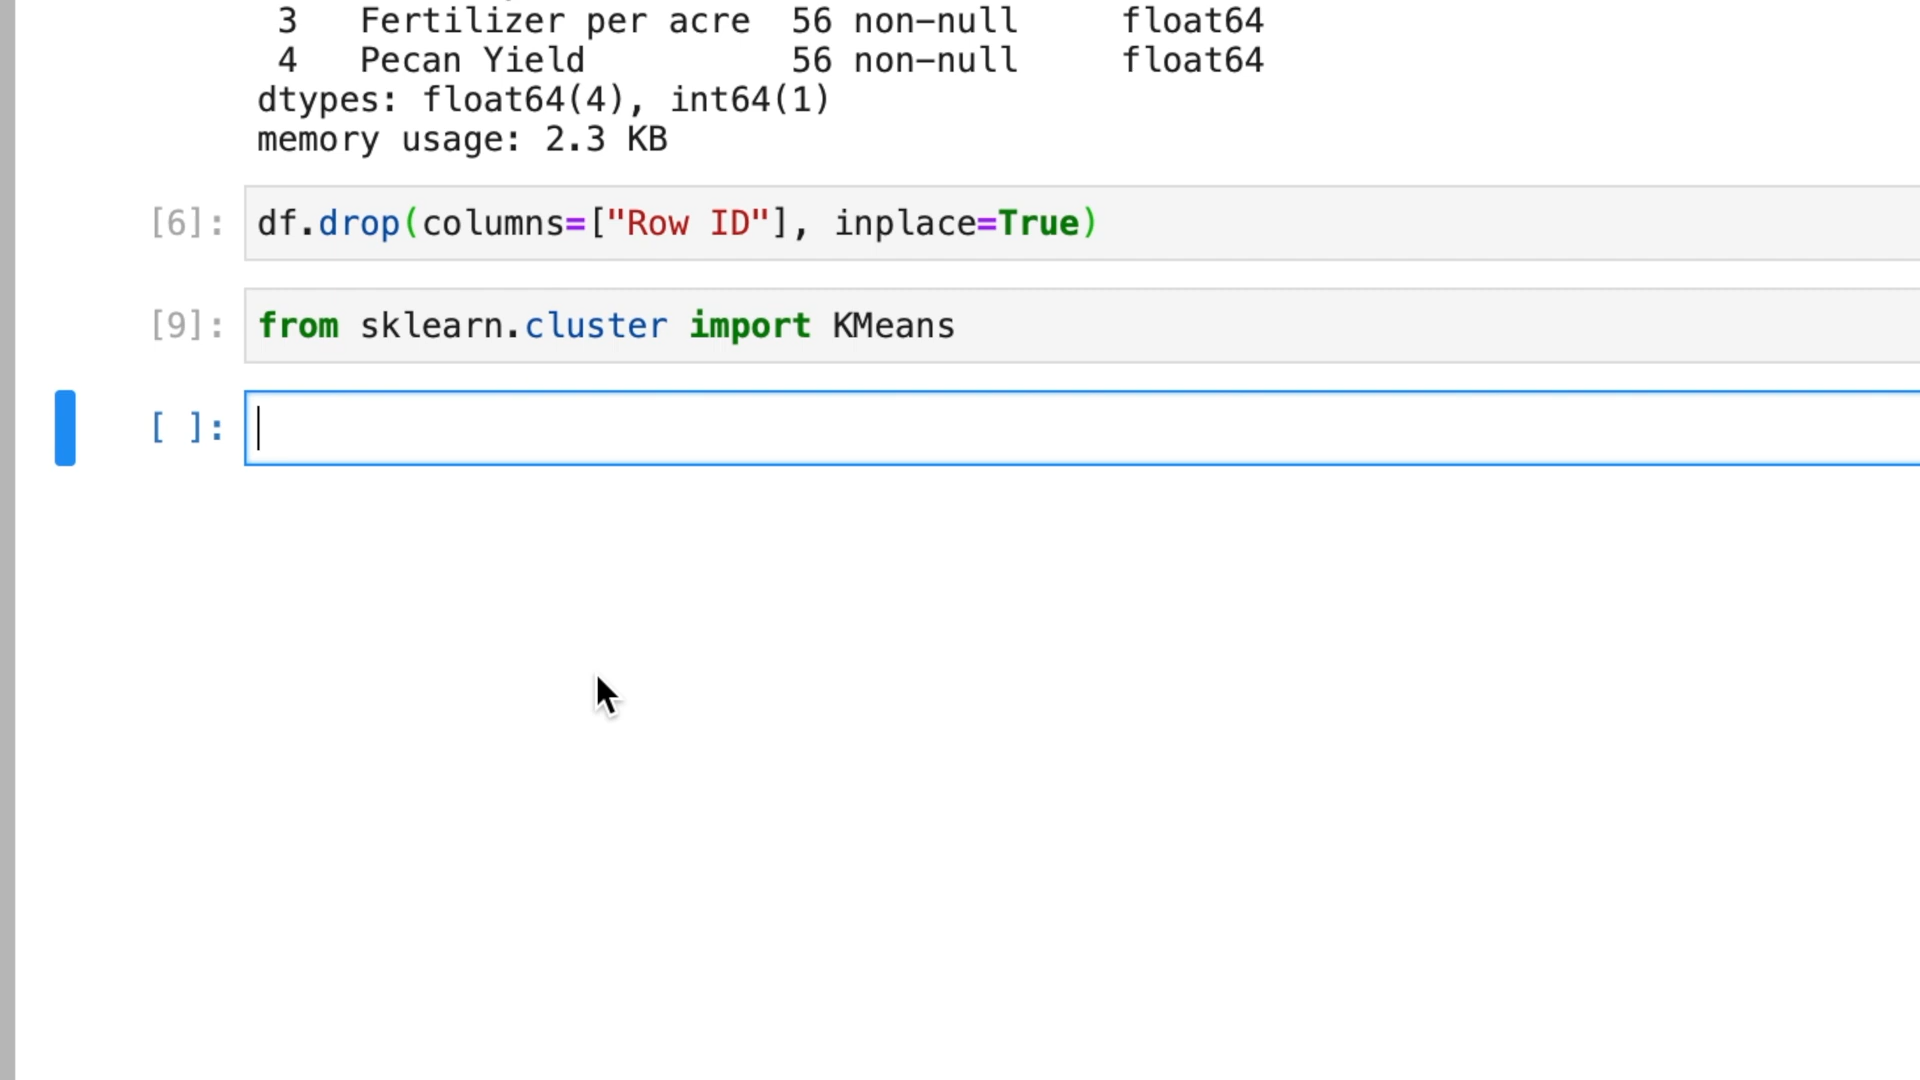 3 Fertilizer per acre 56 non-null float64
4 Pecan Yield 56 non-null float64
dtypes: float64(4), int64(1)
memory usage: 2.3 KB
[6]: df.drop(columns=["Row ID"], inplace=True)
[9]: from sklearn.cluster import KMeans
[ ]: